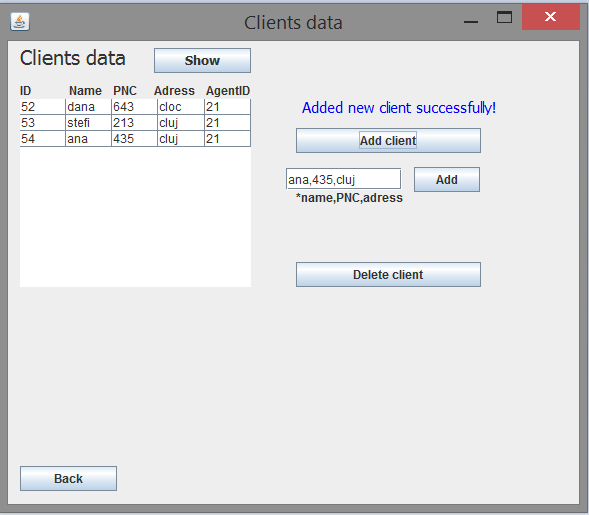 Clients data
Clients data
Show
ID Name PNC Adress AgentID
52 dana 643 cloc 21
53 stefi 213 cluj 21
54 ana 435 cluj 21
Added new client successfully!
Add client
ana,435,cluj
Add
*name,PNC,adress
Delete client
Back